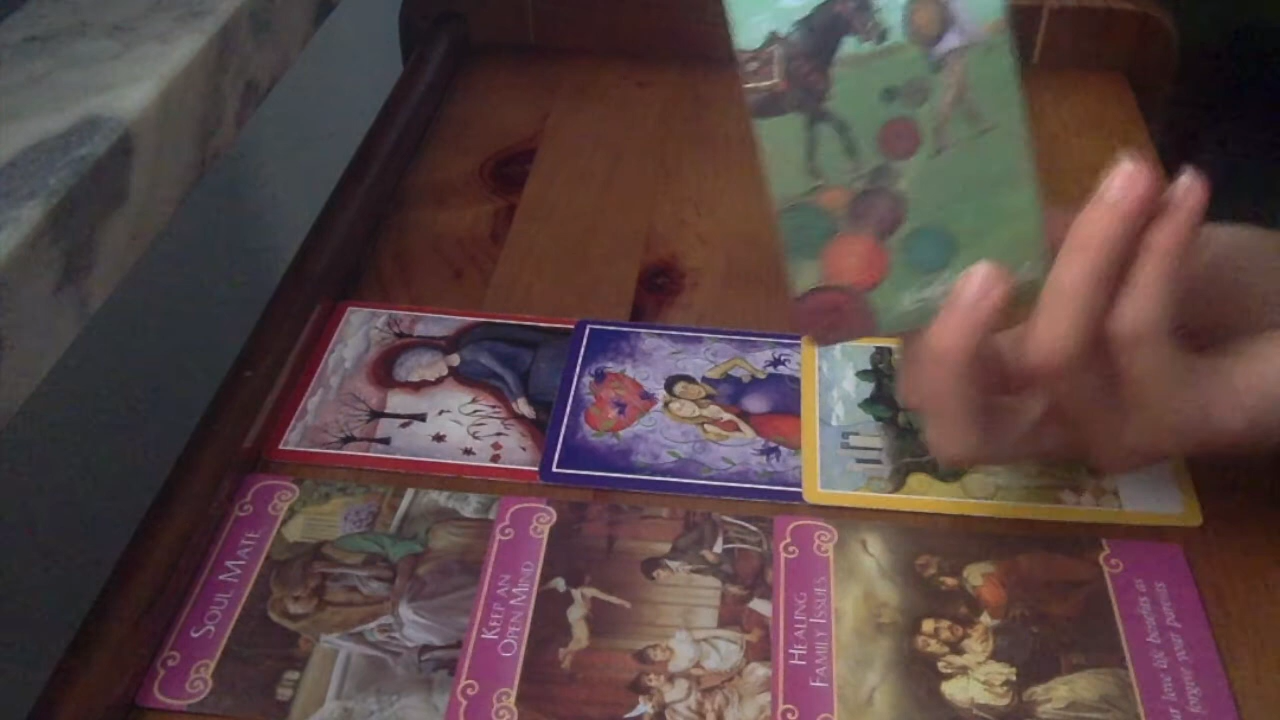 SOUL MATE
KEEP AN
OPEN MIND
HEALING
FAMILY ISSUES
love life benefits as
forgive your parents